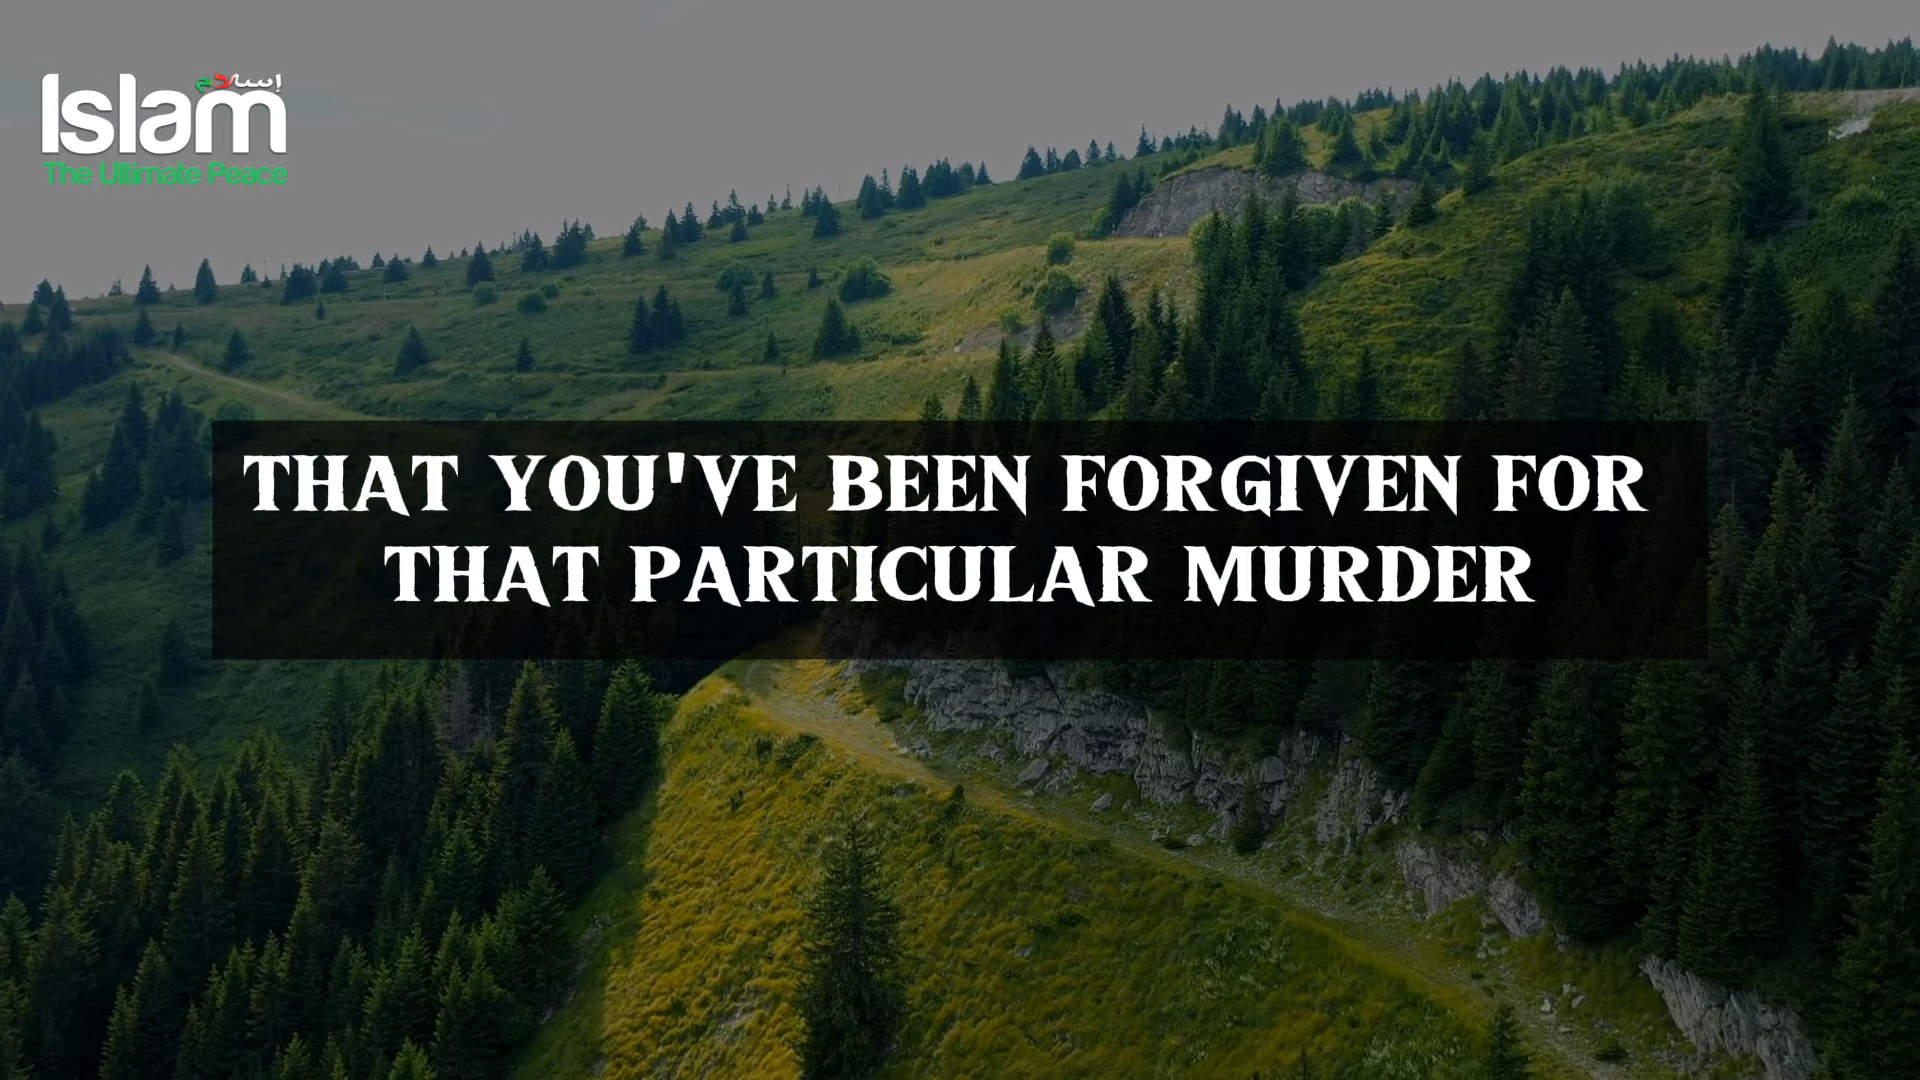 إسلام
Islam
The Ultimate Peace
THAT YOU'VE BEEN FORGIVEN FOR
THAT PARTICULAR MURDER